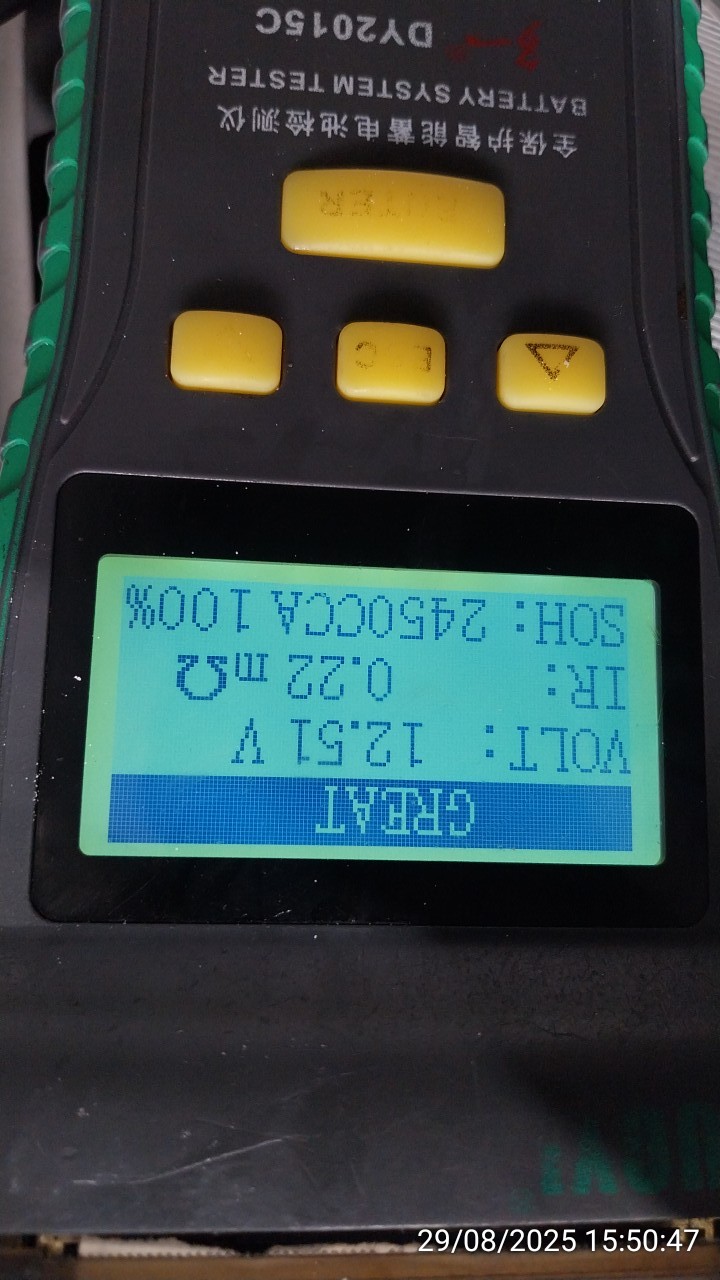 GREAT
VOLT: 12.51 V
IR: 0.22 mΩ
SOH: 2450CCA 100%
全保护智能蓄电池检测仪
BATTERY SYSTEM TESTER
DY2015C
29/08/2025 15:50:47